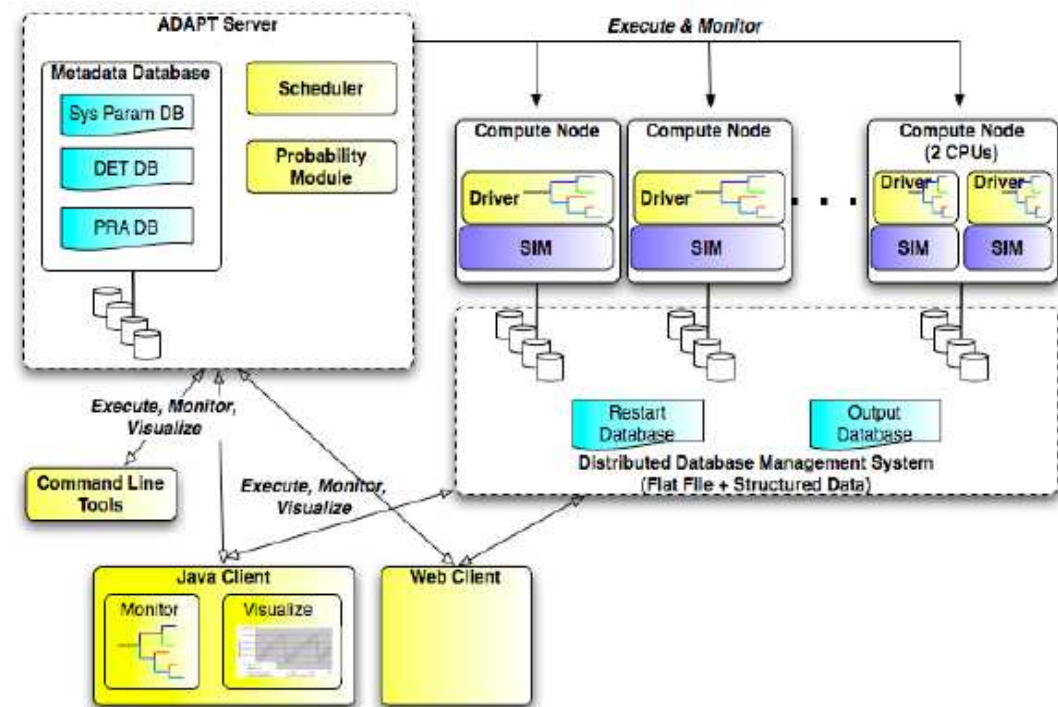 ADAPT Server
Execute & Monitor
Metadata Database
Sys Param DB
DET DB
PRA DB
Scheduler
Probability
Module
Compute Node
Driver
SIM
Compute Node
Driver
SIM
. . .
Compute Node
(2 CPUs)
Driver
Driver
SIM
SIM
Restart
Database
Output
Database
Distributed Database Management System
(Flat File + Structured Data)
Execute, Monitor,
Visualize
Command Line
Tools
Execute, Monitor,
Visualize
Java Client
Monitor
Visualize
Web Client